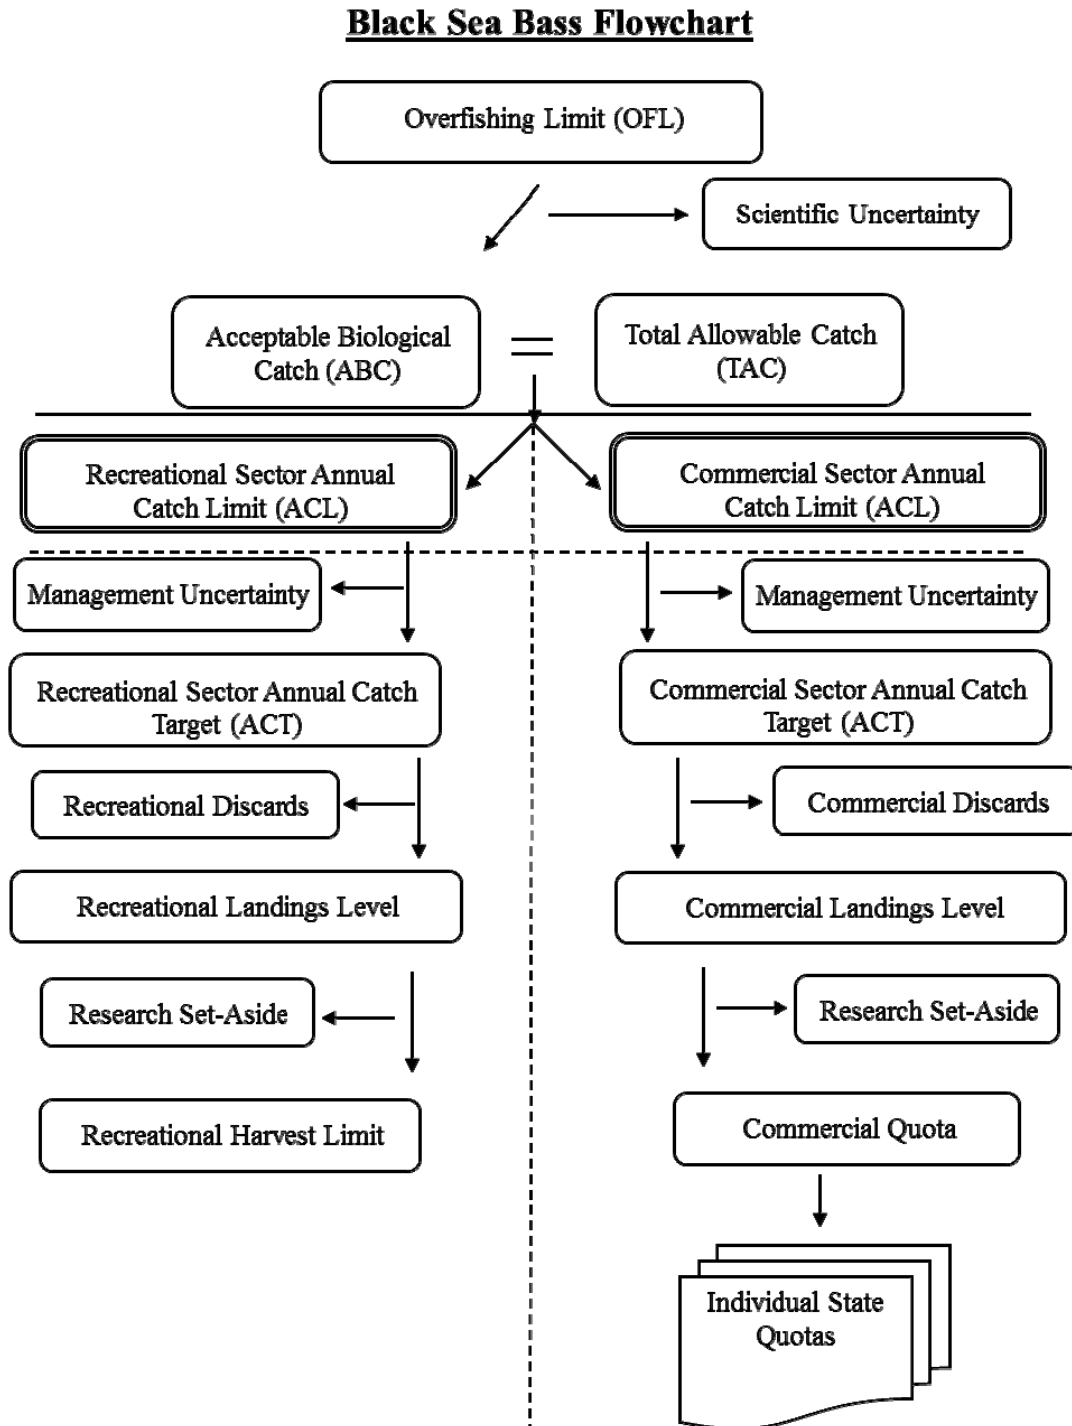 Black Sea Bass Flowchart
Overfishing Limit (OFL)
Scientific Uncertainty
Acceptable Biological
Catch (ABC)
Total Allowable Catch
(TAC)
Recreational Sector Annual
Catch Limit (ACL)
Commercial Sector Annual
Catch Limit (ACL)
Management Uncertainty
Management Uncertainty
Recreational Sector Annual Catch
Target (ACT)
Commercial Sector Annual Catch
Target (ACT)
Recreational Discards
Commercial Discards
Recreational Landings Level
Commercial Landings Level
Research Set-Aside
Research Set-Aside
Recreational Harvest Limit
Commercial Quota
Individual State
Quotas